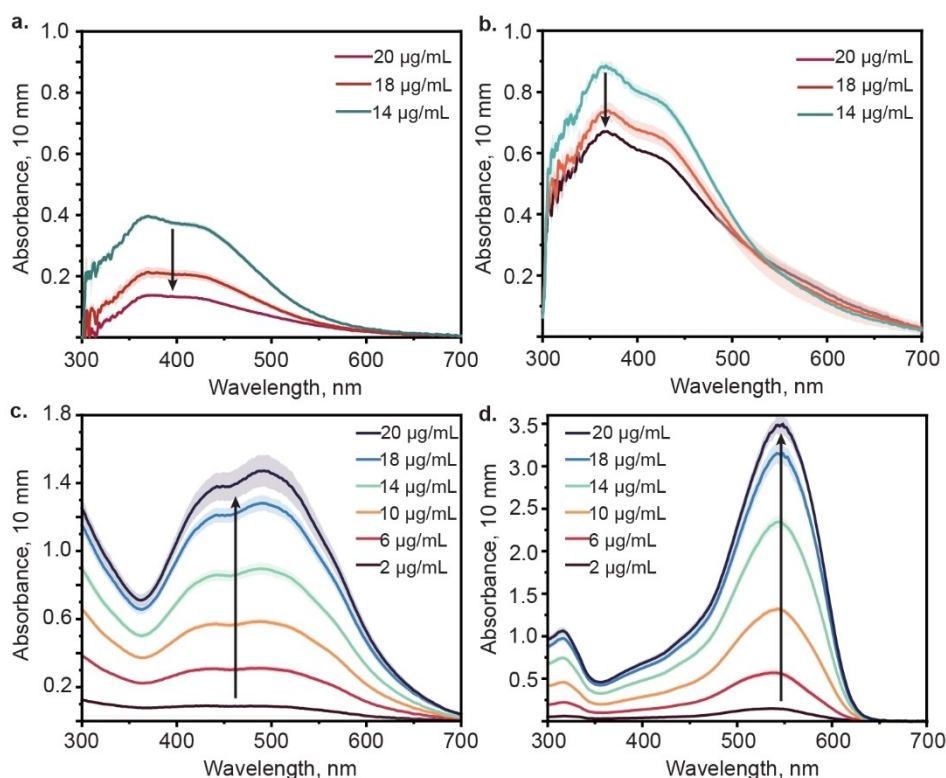 a.
1.0
0.8
0.6
0.4
0.2
Absorbance, 10 mm
20 µg/mL
18 µg/mL
14 µg/mL
300 400 500 600 700
Wavelength, nm
b.
1.0
0.8
0.6
0.4
0.2
Absorbance, 10 mm
20 µg/mL
18 µg/mL
14 µg/mL
300 400 500 600 700
Wavelength, nm
c.
1.8
1.4
1.0
0.6
0.2
Absorbance, 10 mm
20 µg/mL
18 µg/mL
14 µg/mL
10 µg/mL
6 µg/mL
2 µg/mL
300 400 500 600 700
Wavelength, nm
d.
3.5
3.0
2.5
2.0
1.5
1.0
0.5
Absorbance, 10 mm
20 µg/mL
18 µg/mL
14 µg/mL
10 µg/mL
6 µg/mL
2 µg/mL
300 400 500 600 700
Wavelength, nm